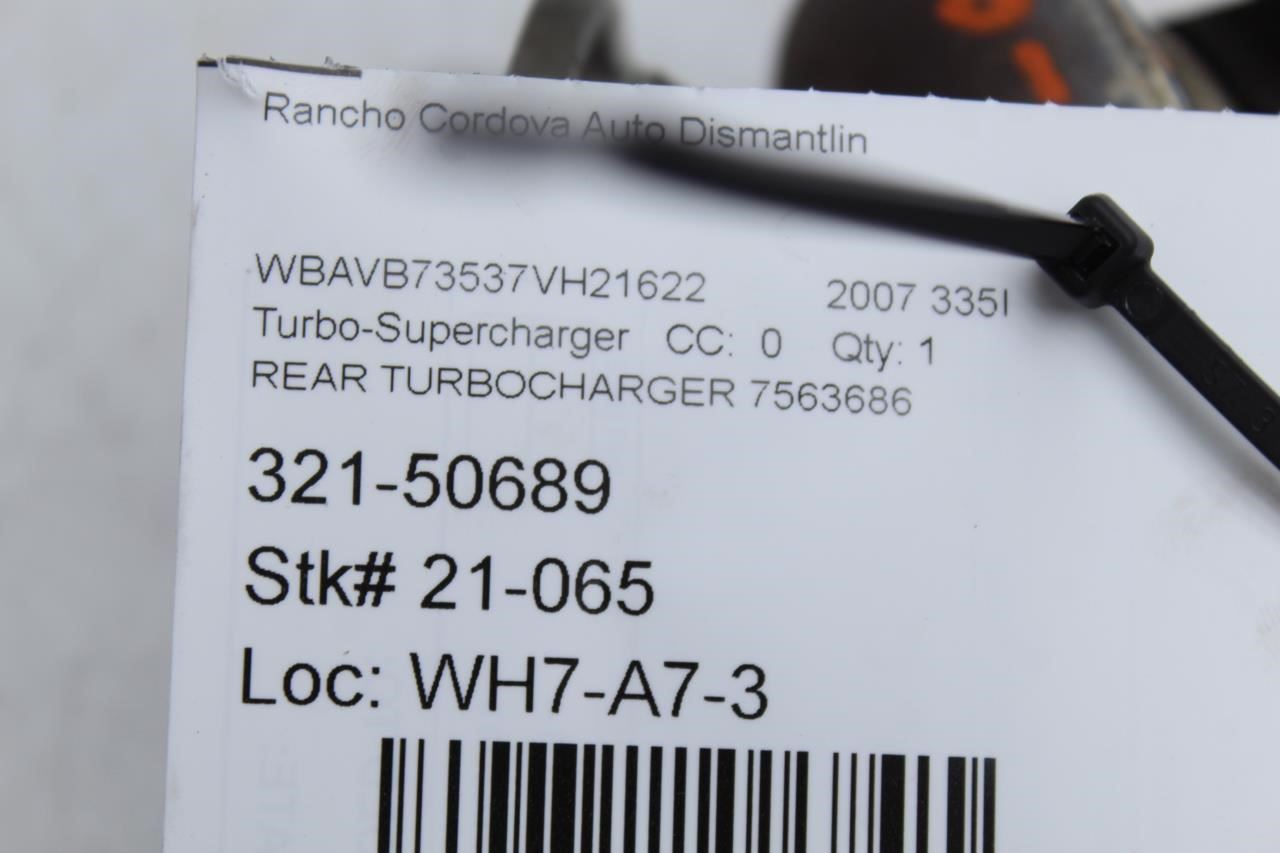 Rancho Cordova Auto Dismantlin
WBAVB73537VH21622 2007 335I
Turbo-Supercharger CC: 0 Qty: 1
REAR TURBOCHARGER 7563686
321-50689
Stk# 21-065
Loc: WH7-A7-3